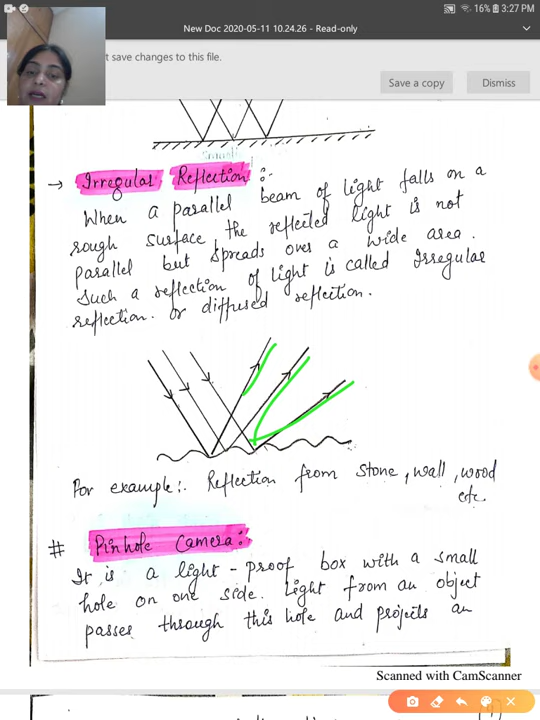 16% 3:27 PM
New Doc 2020-05-11 10.24.26 - Read-only
t save changes to this file.
Save a copy
Dismiss
→ Irregular Reflection :-
When a parallel beam of light falls on a
rough surface the reflected light is not
parallel but spreads over a wide area.
Such a reflection of light is called Irregular
reflection. or diffused reflection.
For example:. Reflection from stone, wall, wood
etc.
# Pinhole Camera:-
It is a light-proof box with a small
hole on one side. Light from an object
passes through this hole and projects an
Scanned with CamScanner